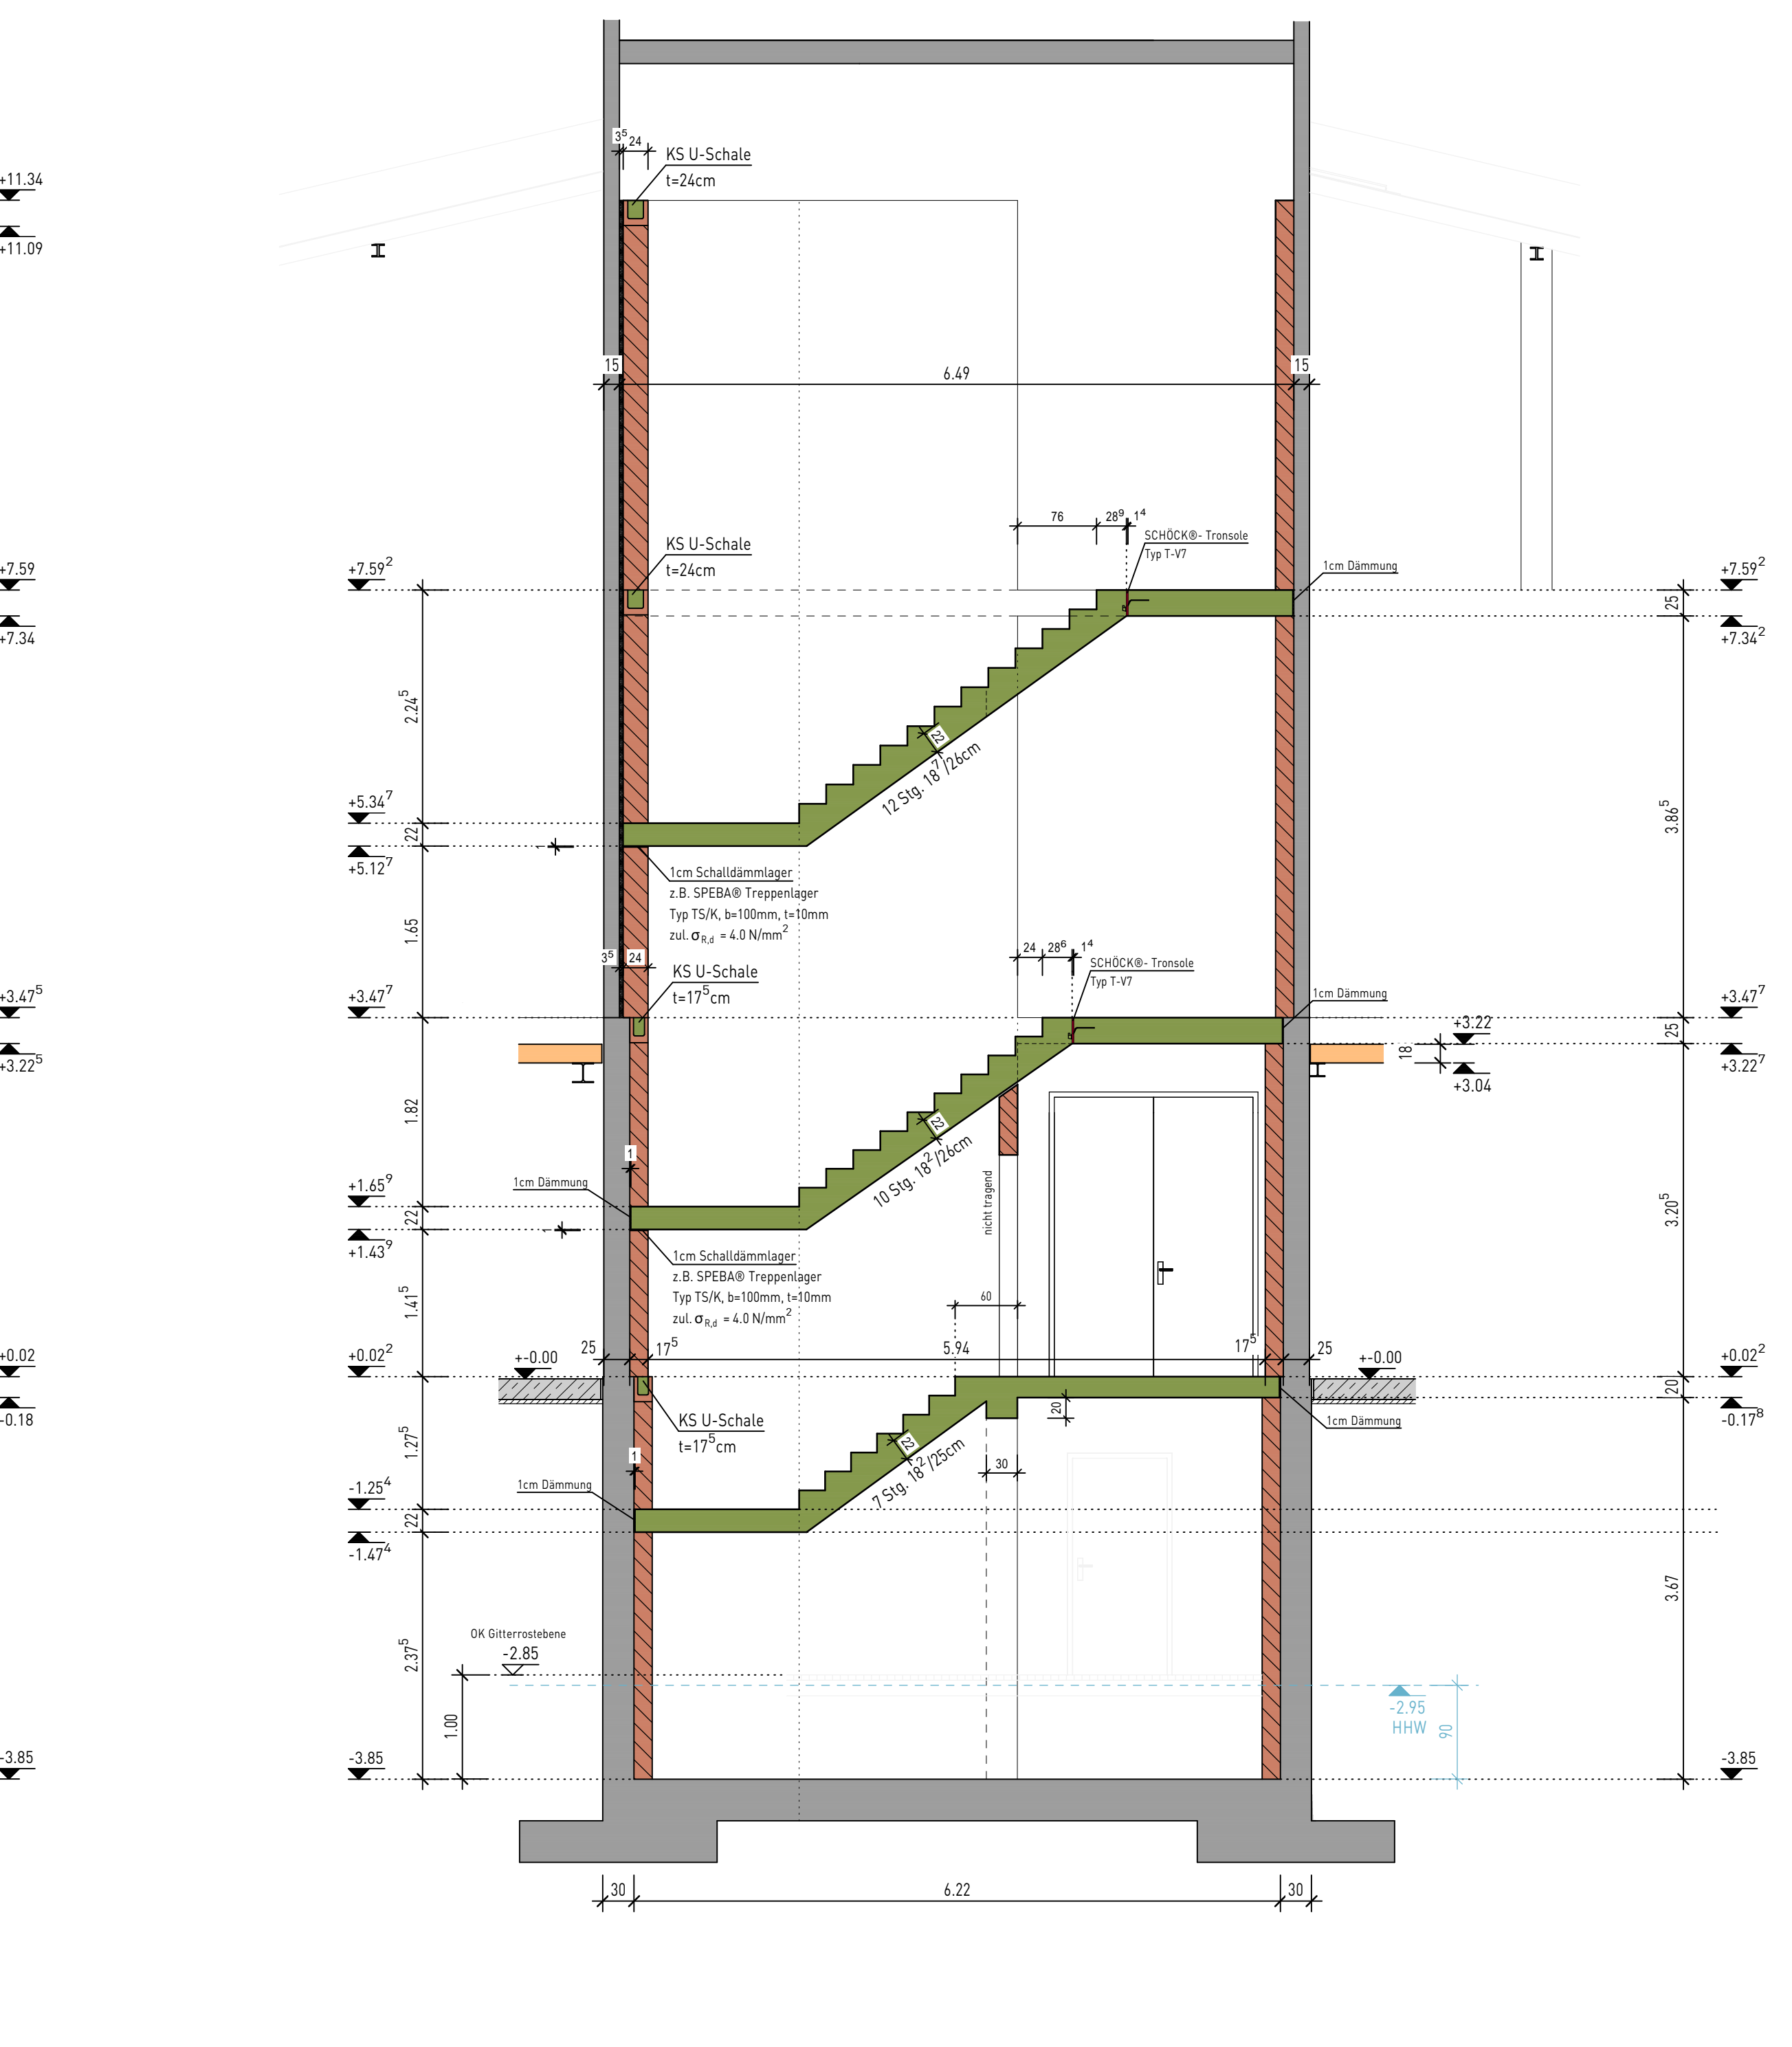 3⁵ 24
KS U-Schale
t=24cm
+11.34
+11.09
15
6.49
15
76 28⁹ 1⁴
SCHÖCK®- Tronsole
Typ T-V7
KS U-Schale
t=24cm
1cm Dämmung
+7.59
+7.34
+7.59²
+7.59²
+7.34²
25
2.24⁵
22
12 Stg. 18⁷/26cm
3.86⁵
+5.34⁷
22
+5.12⁷
1cm Schalldämmlager
z.B. SPEBA® Treppenlager
Typ TS/K, b=100mm, t=10mm
zul. σR,d = 4.0 N/mm²
1.65
3⁵ 24
KS U-Schale
t=17⁵cm
24 28⁶ 1⁴
SCHÖCK®- Tronsole
Typ T-V7
1cm Dämmung
+3.47⁵
+3.22⁵
+3.47⁷
+3.47⁷
25
+3.22⁷
+3.22
18
+3.04
1.82
22
10 Stg. 18²/26cm
1
1cm Dämmung
nicht tragend
3.20⁵
+1.65⁹
22
+1.43⁹
1cm Schalldämmlager
z.B. SPEBA® Treppenlager
Typ TS/K, b=100mm, t=10mm
zul. σR,d = 4.0 N/mm²
1.41⁵
60
25
17⁵
5.94
17⁵
25
+0.02
-0.18
+0.02²
+-0.00
+-0.00
+0.02²
20
-0.17⁸
KS U-Schale
t=17⁵cm
20
1cm Dämmung
1.27⁵
22
7 Stg. 18²/25cm
30
1
1cm Dämmung
-1.25⁴
22
-1.47⁴
3.67
2.37⁵
OK Gitterrostebene
-2.85
1.00
-2.95
HHW
90
-3.85
-3.85
-3.85
30
6.22
30